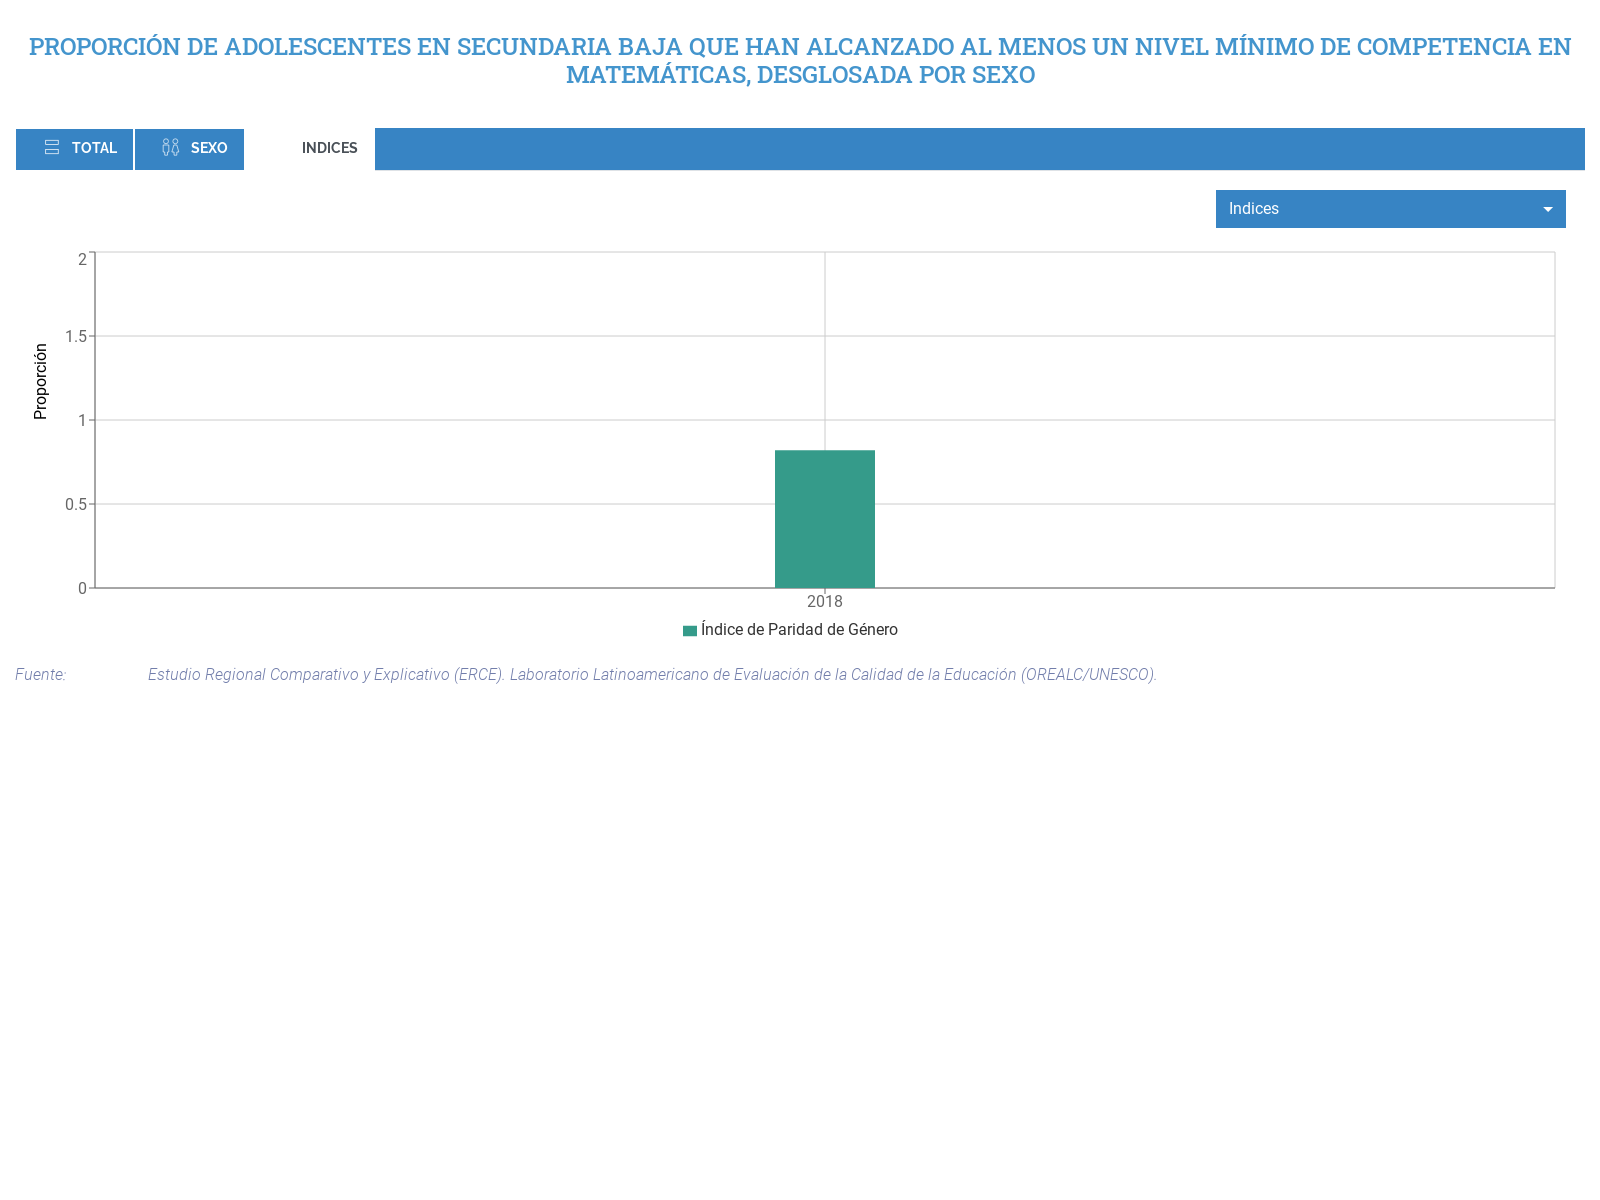 PROPORCIÓN DE ADOLESCENTES EN SECUNDARIA BAJA QUE HAN ALCANZADO AL MENOS UN NIVEL MÍNIMO DE COMPETENCIA EN
MATEMÁTICAS, DESGLOSADA POR SEXO
TOTAL SEXO INDICES
Indices
2
1.5
Proporción
1
0.5
0
2018
Índice de Paridad de Género
Fuente: Estudio Regional Comparativo y Explicativo (ERCE). Laboratorio Latinoamericano de Evaluación de la Calidad de la Educación (OREALC/UNESCO).